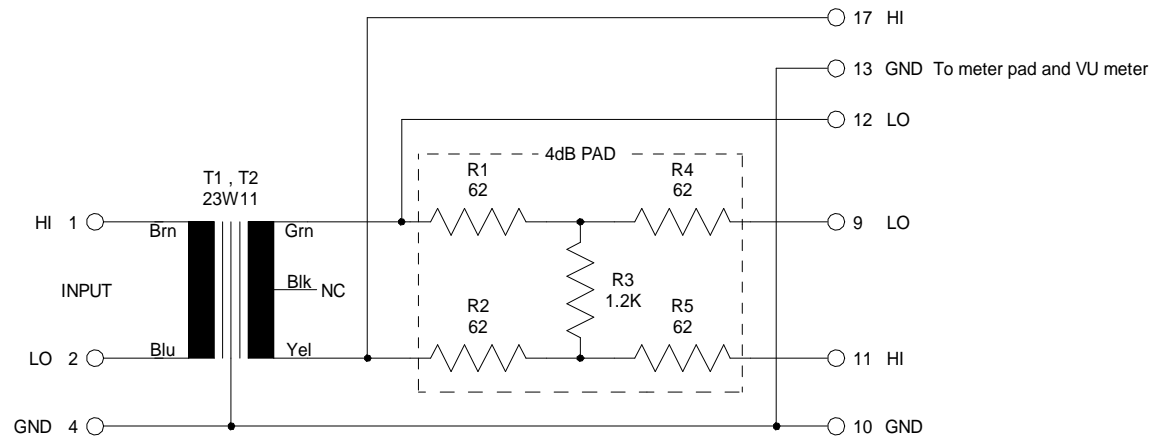 17 HI
13 GND To meter pad and VU meter
12 LO
4dB PAD
T1 , T2
23W11
R1
62
R4
62
HI 1
Brn
Grn
9 LO
INPUT
Blk
NC
R3
1.2K
R2
62
R5
62
LO 2
Blu
Yel
11 HI
GND 4
10 GND